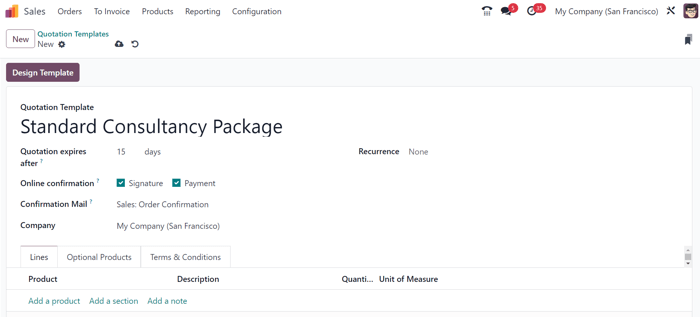 Sales Orders To Invoice Products Reporting Configuration 5 35 My Company (San Francisco)
New Quotation Templates
New
Design Template
Quotation Template
Standard Consultancy Package
Quotation expires after ? 15 days Recurrence None
Online confirmation ? Signature Payment
Confirmation Mail ? Sales: Order Confirmation
Company My Company (San Francisco)
Lines Optional Products Terms & Conditions
Product Description Quanti... Unit of Measure
Add a product Add a section Add a note